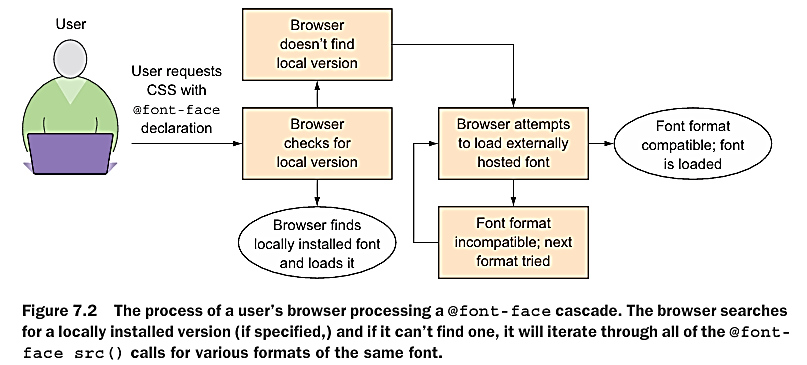 User
User requests
CSS with
@font-face
declaration
Browser
doesn't find
local version
Browser
checks for
local version
Browser finds
locally installed font
and loads it
Browser attempts
to load externally
hosted font
Font format
compatible; font
is loaded
Font format
incompatible; next
format tried
Figure 7.2 The process of a user's browser processing a @font-face cascade. The browser searches
for a locally installed version (if specified,) and if it can't find one, it will iterate through all of the @font-
face src() calls for various formats of the same font.